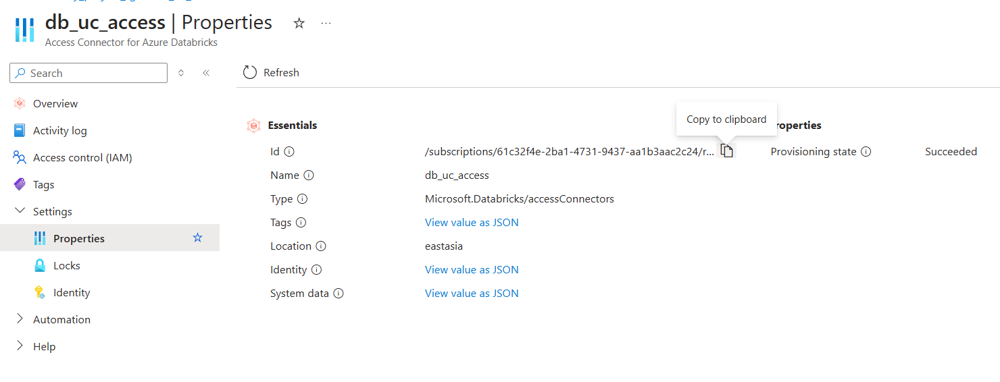 db_uc_access | Properties
Access Connector for Azure Databricks
Search
Refresh
Overview
Activity log
Access control (IAM)
Tags
Settings
Properties
Locks
Identity
Automation
Help
Essentials
Copy to clipboard
Id
/subscriptions/61c32f4e-2ba1-4731-9437-aa1b3aac2c24/r...
Name
db_uc_access
Type
Microsoft.Databricks/accessConnectors
Tags
View value as JSON
Location
eastasia
Identity
View value as JSON
System data
View value as JSON
roperties
Provisioning state
Succeeded